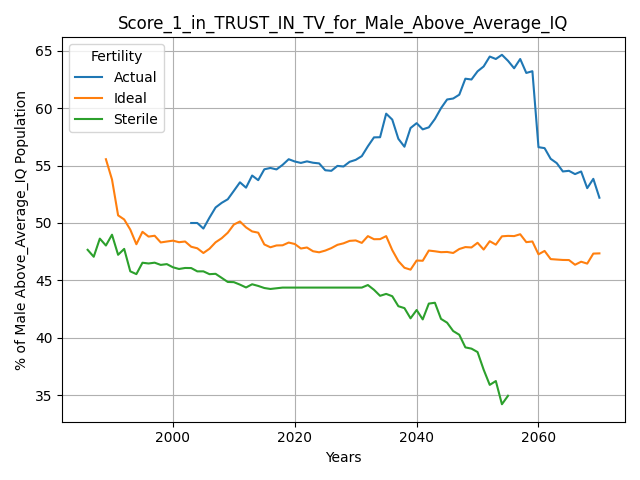 Score_1_in_TRUST_IN_TV_for_Male_Above_Average_IQ
% of Male Above_Average_IQ Population
65
60
55
50
45
40
35
Fertility
Actual
Ideal
Sterile
2000
2020
2040
2060
Years